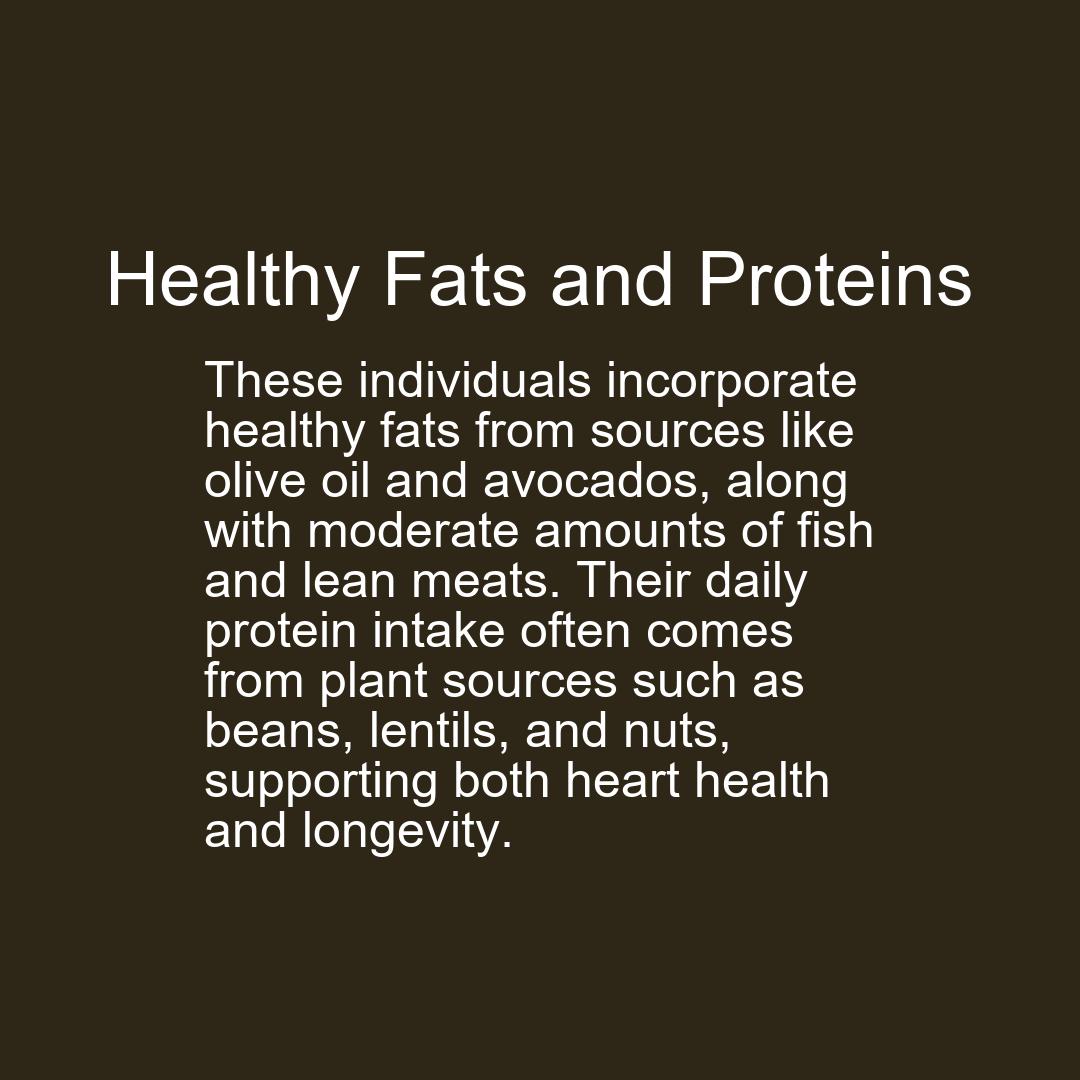 Healthy Fats and Proteins
These individuals incorporate
healthy fats from sources like
olive oil and avocados, along
with moderate amounts of fish
and lean meats. Their daily
protein intake often comes
from plant sources such as
beans, lentils, and nuts,
supporting both heart health
and longevity.